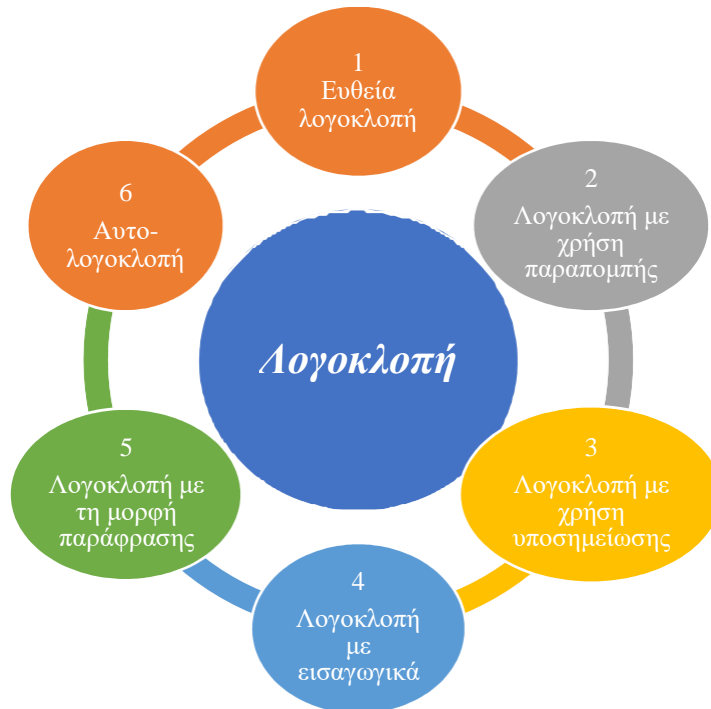 1
Ευθεία
λογοκλοπή
2
Λογοκλοπή με
χρήση
παραπομπής
3
Λογοκλοπή με
χρήση
υποσημείωσης
4
Λογοκλοπή
με
εισαγωγικά
5
Λογοκλοπή με
τη μορφή
παράφρασης
6
Αυτο-
λογοκλοπή
Λογοκλοπή